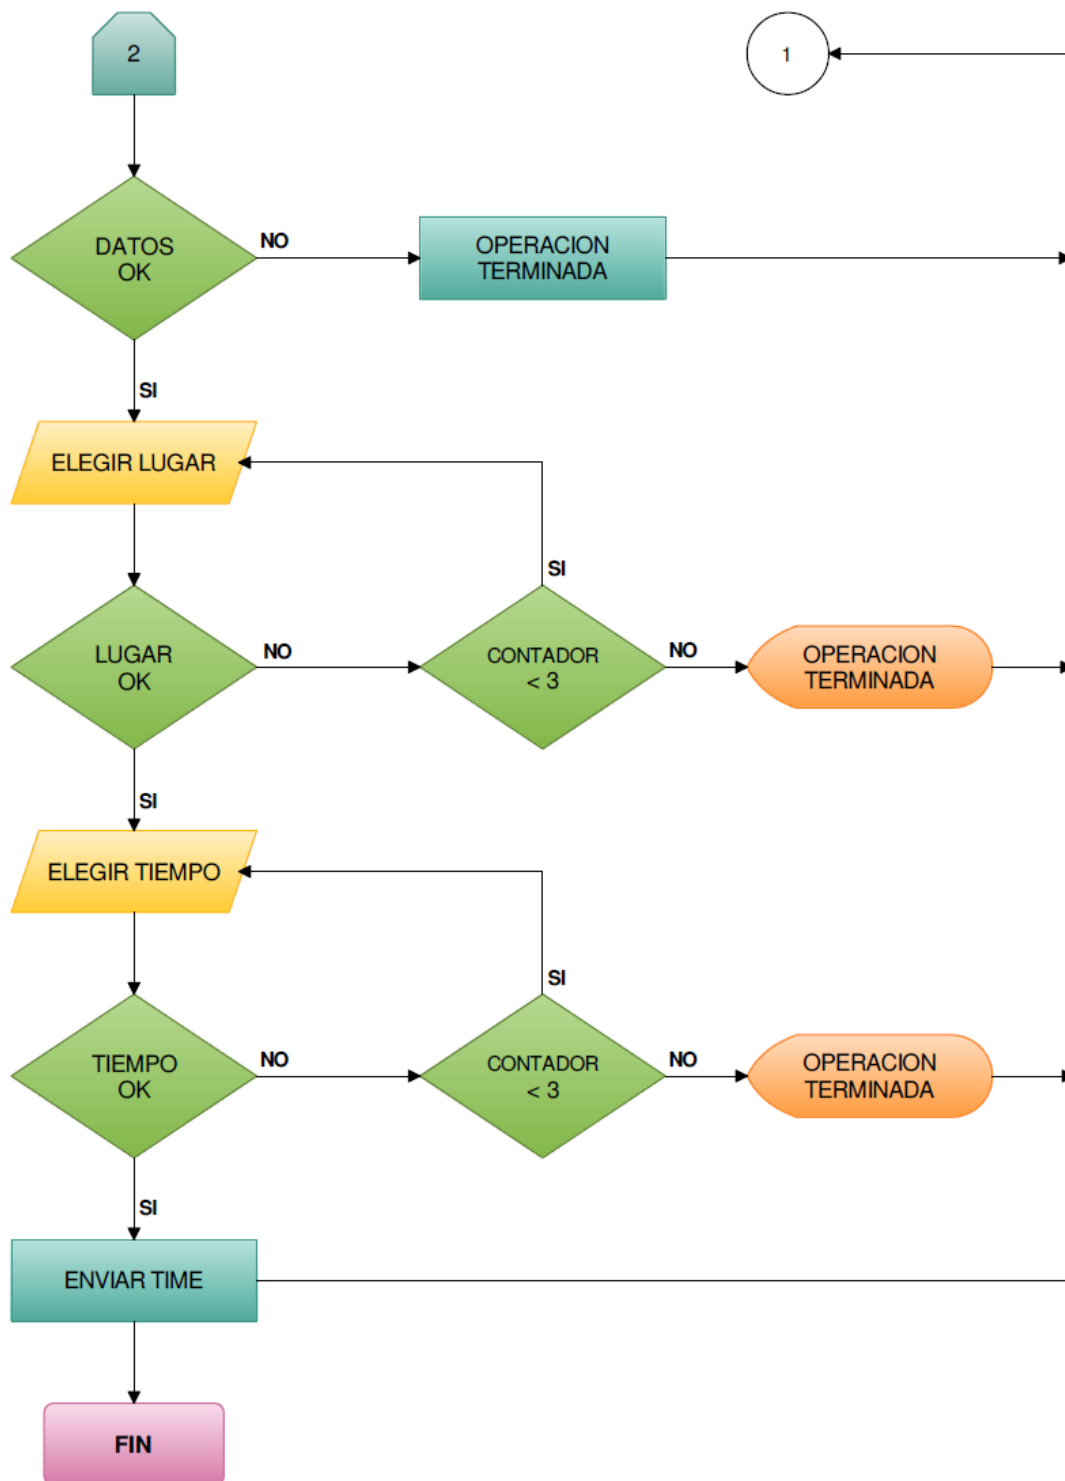 2
1
DATOS
OK
NO
OPERACION
TERMINADA
SI
ELEGIR LUGAR
SI
LUGAR
OK
NO
CONTADOR
< 3
NO
OPERACION
TERMINADA
SI
ELEGIR TIEMPO
SI
TIEMPO
OK
NO
CONTADOR
< 3
NO
OPERACION
TERMINADA
SI
ENVIAR TIME
FIN